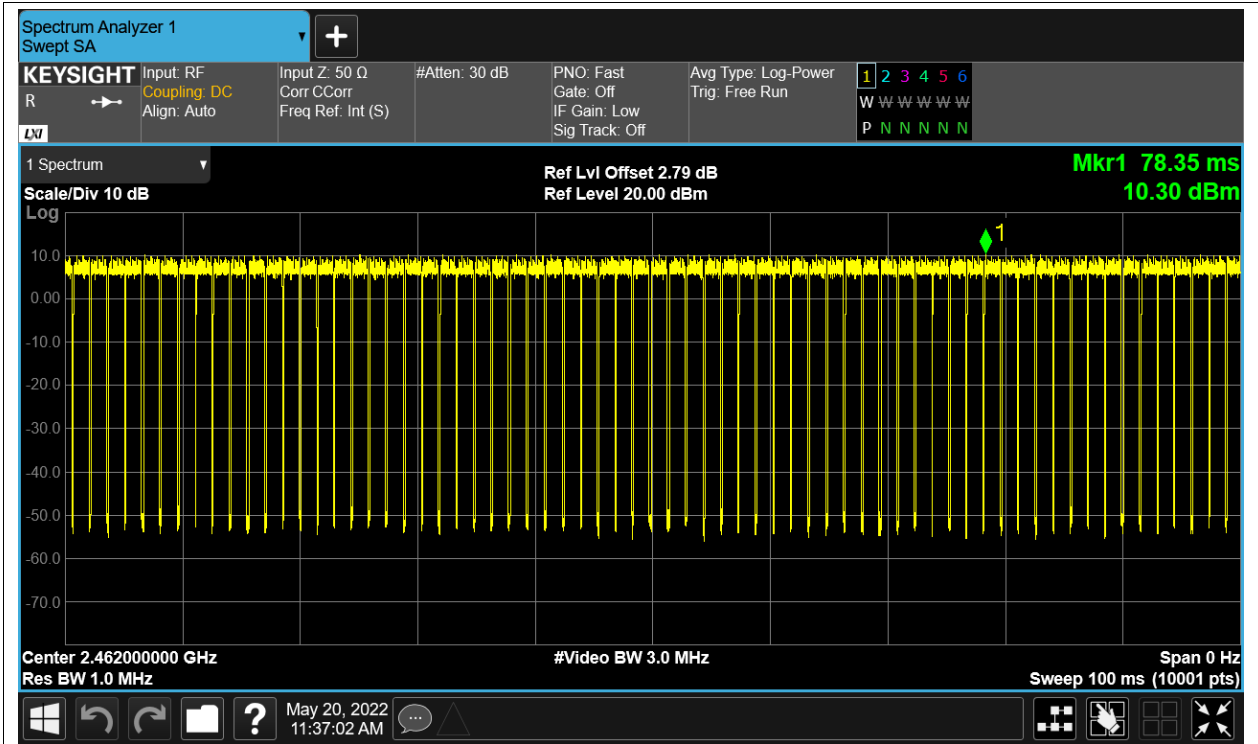 Spectrum Analyzer 1
Swept SA
+
KEYSIGHT
R
LXI
Input: RF
Coupling: DC
Align: Auto
Input Z: 50 Ω
Corr CCorr
Freq Ref: Int (S)
#Atten: 30 dB
PNO: Fast
Gate: Off
IF Gain: Low
Sig Track: Off
Avg Type: Log-Power
Trig: Free Run
1 2 3 4 5 6
W W W W W W
P N N N N N
1 Spectrum
Scale/Div 10 dB
Log
Ref Lvl Offset 2.79 dB
Ref Level 20.00 dBm
Mkr1 78.35 ms
10.30 dBm
1
10.0
0.00
-10.0
-20.0
-30.0
-40.0
-50.0
-60.0
-70.0
Center 2.462000000 GHz
Res BW 1.0 MHz
#Video BW 3.0 MHz
Span 0 Hz
Sweep 100 ms (10001 pts)
?
May 20, 2022
11:37:02 AM